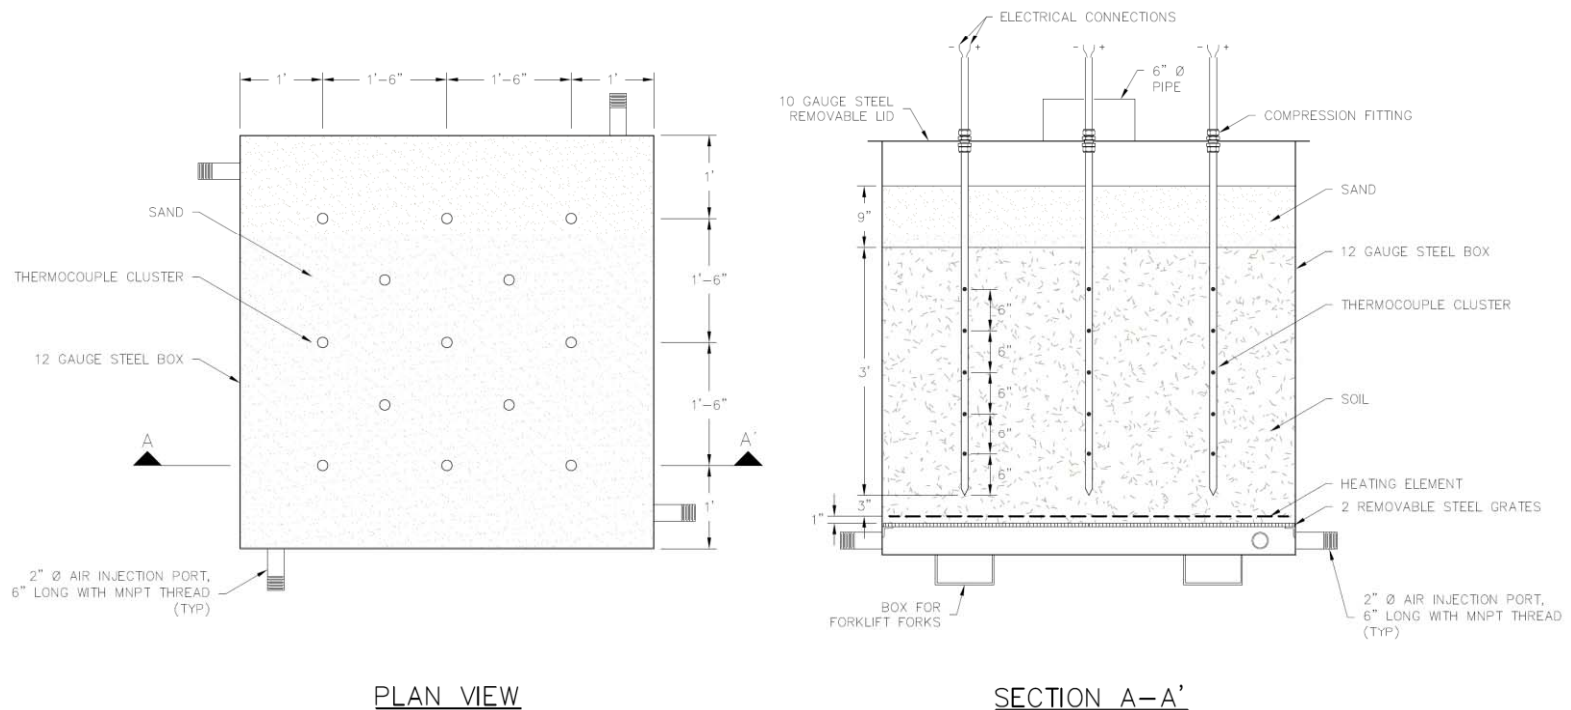 1'
1'-6"
1'-6"
1'
SAND
THERMOCOUPLE CLUSTER
12 GAUGE STEEL BOX
1'
1'-6"
1'-6"
1'
A
A'
2" Ø AIR INJECTION PORT,
6" LONG WITH MNPT THREAD
(TYP)
PLAN VIEW
ELECTRICAL CONNECTIONS
- +
- +
- +
6" Ø
PIPE
10 GAUGE STEEL
REMOVABLE LID
COMPRESSION FITTING
SAND
9"
12 GAUGE STEEL BOX
THERMOCOUPLE CLUSTER
6"
6"
6"
6"
6"
3'
SOIL
HEATING ELEMENT
3"
2 REMOVABLE STEEL GRATES
1"
BOX FOR
FORKLIFT FORKS
2" Ø AIR INJECTION PORT,
6" LONG WITH MNPT THREAD
(TYP)
SECTION A-A'